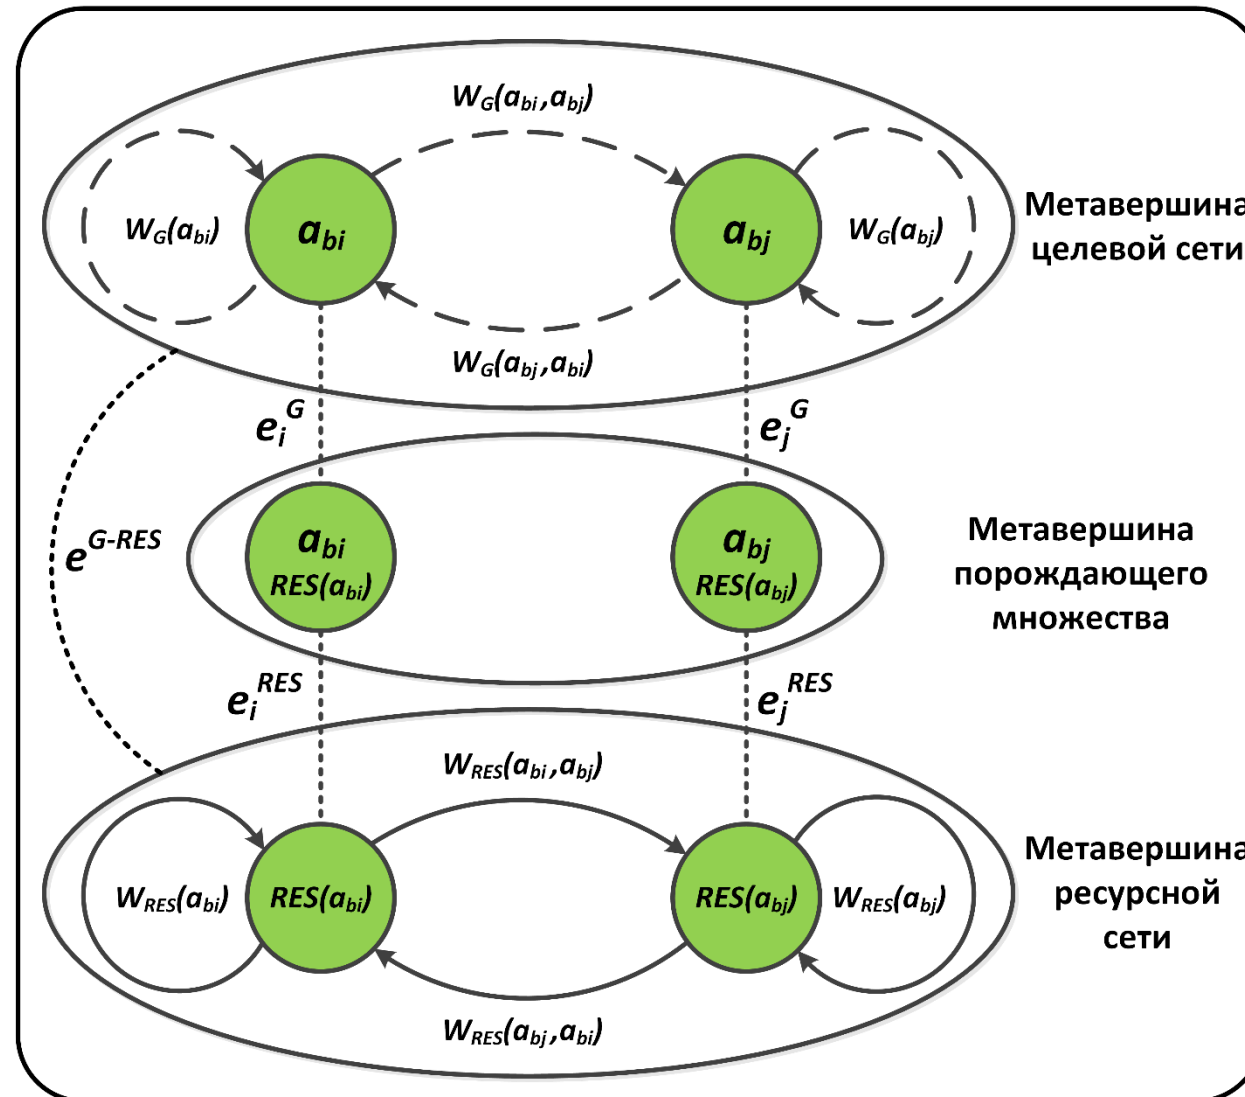 W_G(a_bi,a_bj)
W_G(a_bi)
a_bi
a_bj
W_G(a_bj)
Метавершина
целевой сети
W_G(a_bj,a_bi)
e_i^G
e_j^G
e^G-RES
a_bi
RES(a_bi)
a_bj
RES(a_bj)
Метавершина
порождающего
множества
e_i^RES
e_j^RES
W_RES(a_bi,a_bj)
W_RES(a_bi)
RES(a_bi)
RES(a_bj)
W_RES(a_bj)
Метавершина
ресурсной
сети
W_RES(a_bj,a_bi)